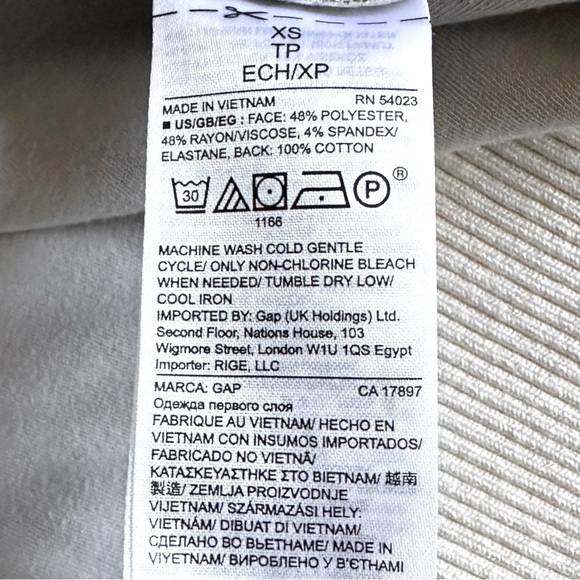 XS
TP
ECH/XP
MADE IN VIETNAM RN 54023
■ US/GB/EG : FACE: 48% POLYESTER,
48% RAYON/VISCOSE, 4% SPANDEX/
ELASTANE, BACK: 100% COTTON
30 P ®
1166
MACHINE WASH COLD GENTLE
CYCLE/ ONLY NON-CHLORINE BLEACH
WHEN NEEDED/ TUMBLE DRY LOW/
COOL IRON
IMPORTED BY: Gap (UK Holdings) Ltd.
Second Floor, Nations House, 103
Wigmore Street, London W1U 1QS Egypt
Importer: RIGE, LLC
MARCA: GAP CA 17897
Одежда первого слоя
FABRIQUE AU VIETNAM/ HECHO EN
VIETNAM CON INSUMOS IMPORTADOS/
FABRICADO NO VIETNÃ/
ΚΑΤΑΣΚΕΥΑΣΤΗΚΕ ΣΤΟ ΒΙΕΤΝΑΜ/ 越南
製造/ ZEMLJA PROIZVODNJE
VIJETNAM/ SZÁRMAZÁSI HELY:
VIETNÁM/ DIBUAT DI VIETNAM/
СДЕЛАНО ВО ВЬЕТНАМЕ/ MADE IN
VIYETNAM/ ВИРОБЛЕНО У В'ЄТНАМІ